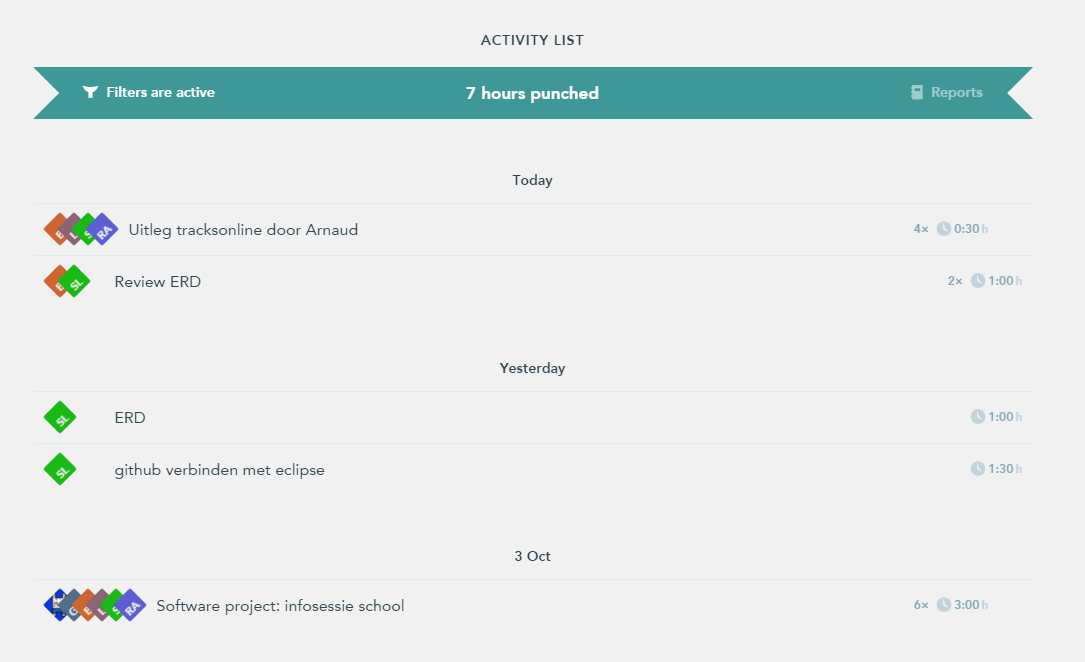 ACTIVITY LIST
Filters are active 7 hours punched Reports
Today
RA Uitleg tracksonline door Arnaud 4× 0:30 h
SL Review ERD 2× 1:00 h
Yesterday
SL ERD 1:00 h
SL github verbinden met eclipse 1:30 h
3 Oct
RA Software project: infosessie school 6× 3:00 h